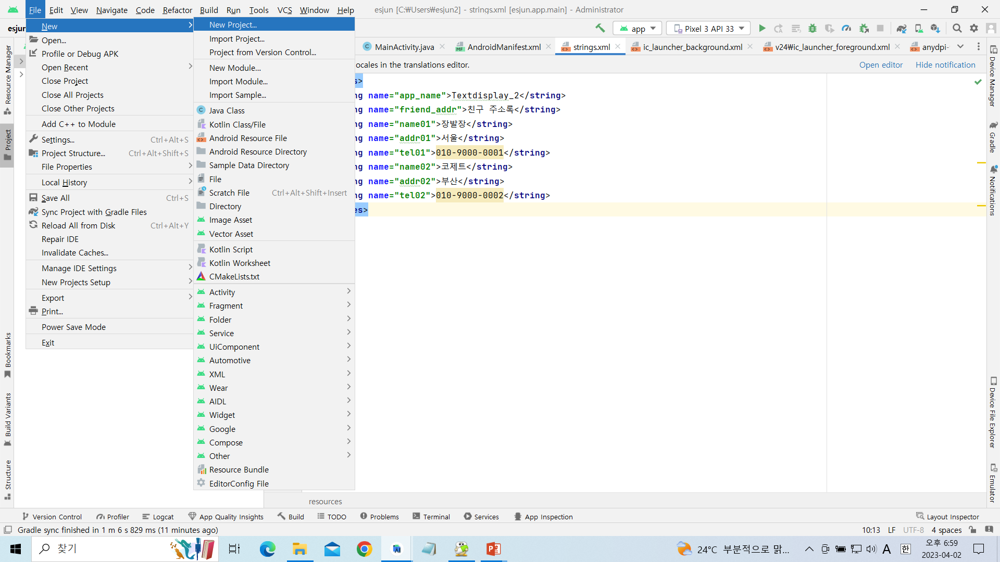 File Edit View Navigate Code Refactor Build Run Tools VCS Window Help
esjun [C:₩Users₩esjun2] - strings.xml [esjun.app.main] - Administrator
esjun
app
Pixel 3 API 33
MainActivity.java
AndroidManifest.xml
strings.xml
ic_launcher_background.xml
v24₩ic_launcher_foreground.xml
anydpi-
ocales in the translations editor.
Open editor
Hide notification
New
Open...
Profile or Debug APK
Open Recent
Close Project
Close All Projects
Close Other Projects
Add C++ to Module
Settings... Ctrl+Alt+S
Project Structure... Ctrl+Alt+Shift+S
File Properties
Local History
Save All Ctrl+S
Sync Project with Gradle Files
Reload All from Disk Ctrl+Alt+Y
Repair IDE
Invalidate Caches...
Manage IDE Settings
New Projects Setup
Export
Print...
Power Save Mode
Exit
New Project...
Import Project...
Project from Version Control...
New Module...
Import Module...
Import Sample...
Java Class
Kotlin Class/File
Android Resource File
Android Resource Directory
Sample Data Directory
File
Scratch File Ctrl+Alt+Shift+Insert
Directory
Image Asset
Vector Asset
Kotlin Script
Kotlin Worksheet
CMakeLists.txt
Activity
Fragment
Folder
Service
UiComponent
Automotive
XML
Wear
AIDL
Widget
Google
Compose
Other
Resource Bundle
EditorConfig File
s>
ng name="app_name">Textdisplay_2</string>
ng name="friend_addr">친구 주소록</string>
ng name="name01">장발장</string>
ng name="addr01">서울</string>
ng name="tel01">010-9000-0001</string>
ng name="name02">코제트</string>
ng name="addr02">부산</string>
ng name="tel02">010-9000-0002</string>
es>
resources
Resource Manager
Project
Bookmarks
Build Variants
Structure
Device Manager
Gradle
Notifications
Device File Explorer
Emulator
Version Control
Profiler
Logcat
App Quality Insights
Build
TODO
Problems
Terminal
Services
App Inspection
Layout Inspector
Gradle sync finished in 1 m 6 s 829 ms (11 minutes ago)
10:13 LF UTF-8 4 spaces
찾기
24°C 부분적으로 맑...
A
한
오후 6:59
2023-04-02